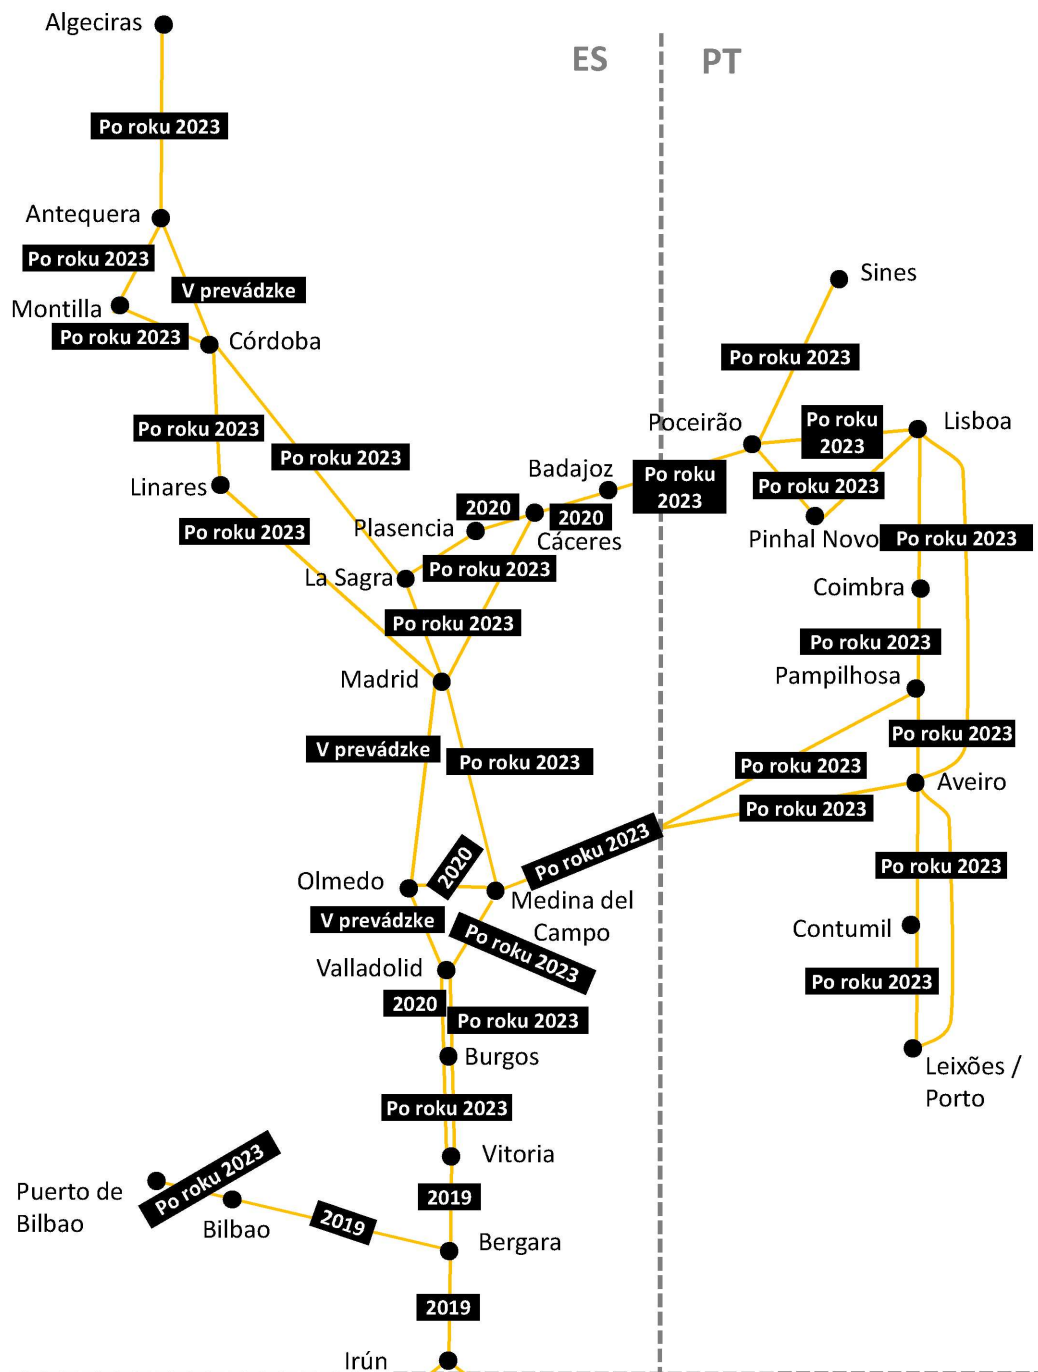 Algeciras
ES
PT
Po roku 2023
Antequera
Po roku 2023
V prevádzke
Sines
Montilla
Po roku 2023
Córdoba
Po roku 2023
Poceirão
Po roku
2023
Lisboa
Po roku 2023
Po roku 2023
Badajoz
Po roku
2023
Po roku 2023
Linares
Po roku 2023
Plasencia
2020
2020
Cáceres
Pinhal Novo
Po roku 2023
La Sagra
Po roku 2023
Coimbra
Po roku 2023
Po roku 2023
Madrid
Pampilhosa
V prevádzke
Po roku 2023
Po roku 2023
Po roku 2023
Aveiro
Po roku 2023
Po roku 2023
Olmedo
2020
Po roku 2023
Medina del
Campo
V prevádzke
Po roku 2023
Contumil
Valladolid
2020
Po roku 2023
Po roku 2023
Burgos
Leixões /
Porto
Po roku 2023
Vitoria
Puerto de
Bilbao
Po roku 2023
2019
Bilbao
2019
Bergara
2019
Irún